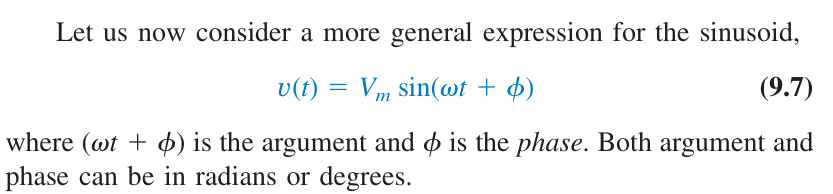 Let us now consider a more general expression for the sinusoid,
v(t) = Vₘ sin(ωt + ϕ) (9.7)
where (ωt + ϕ) is the argument and ϕ is the phase. Both argument and
phase can be in radians or degrees.